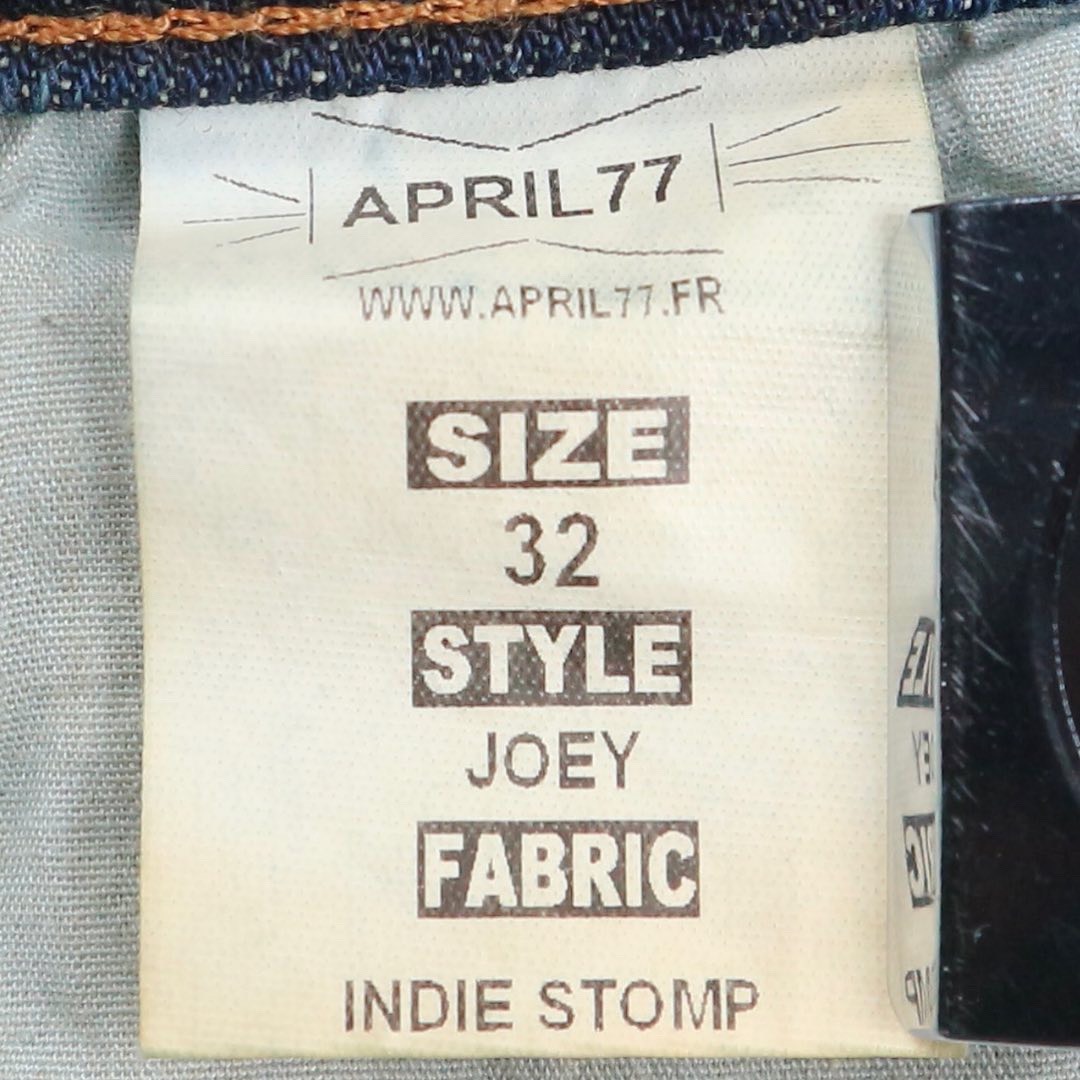 APRIL77
WWW.APRIL77.FR
SIZE
32
STYLE
JOEY
FABRIC
INDIE STOMP